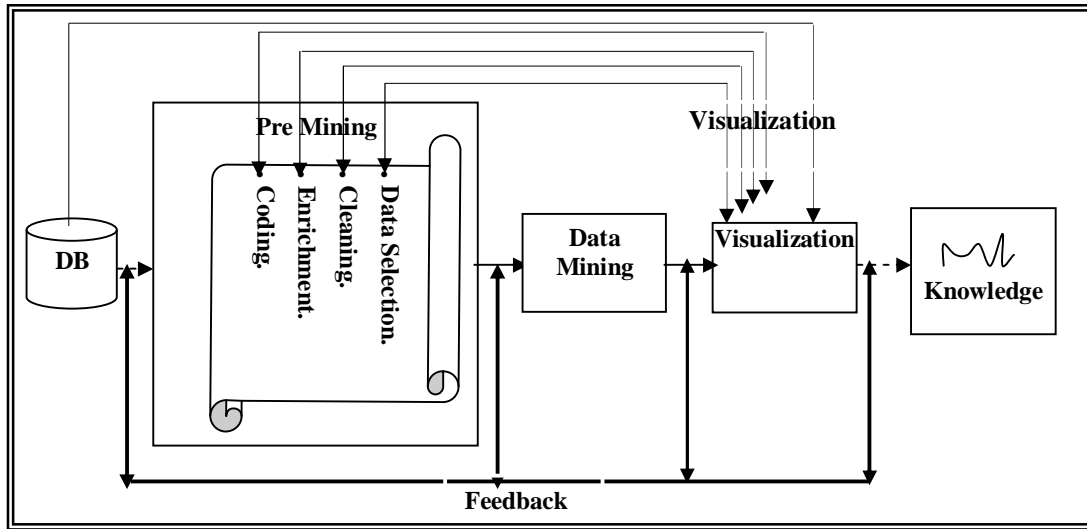 Pre Mining
Visualization
• Data Selection.
• Cleaning.
• Enrichment.
• Coding.
DB
Data
Mining
Visualization
Knowledge
Feedback